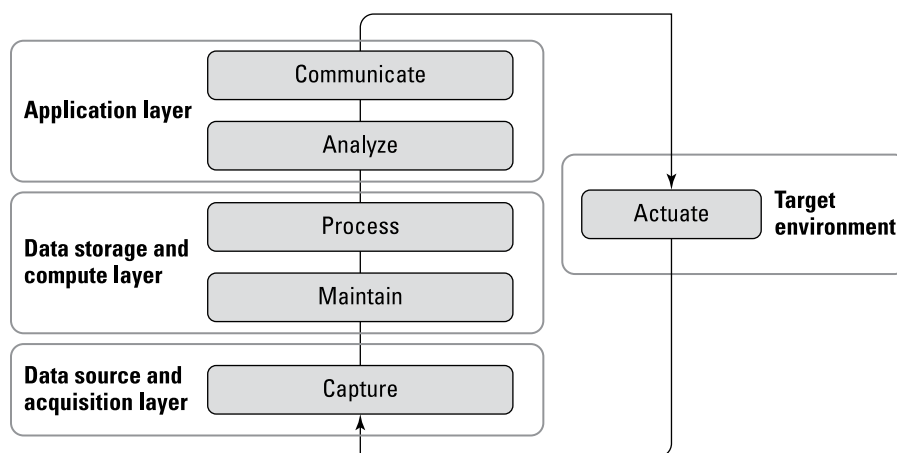 Communicate
Application layer
Analyze
Process
Data storage and
compute layer
Maintain
Data source and
acquisition layer
Capture
Actuate
Target
environment